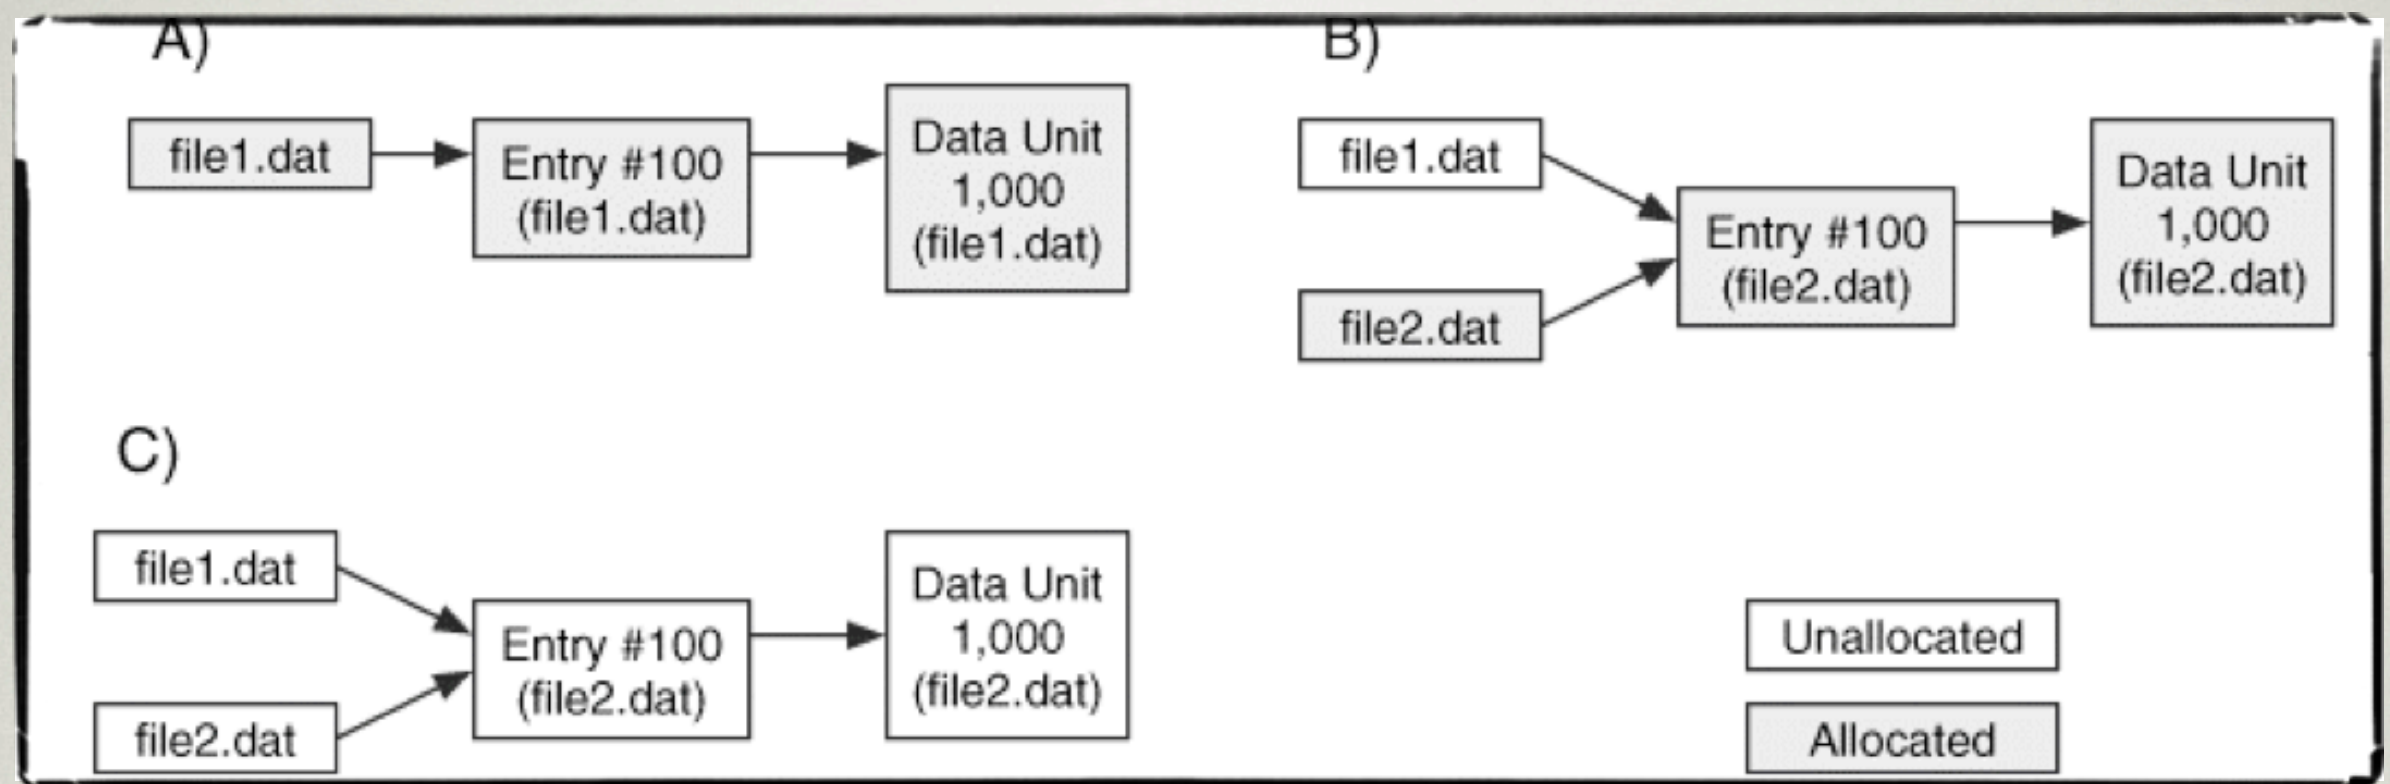 A)
file1.dat
Entry #100
(file1.dat)
Data Unit
1,000
(file1.dat)
B)
file1.dat
file2.dat
Entry #100
(file2.dat)
Data Unit
1,000
(file2.dat)
C)
file1.dat
file2.dat
Entry #100
(file2.dat)
Data Unit
1,000
(file2.dat)
Unallocated
Allocated